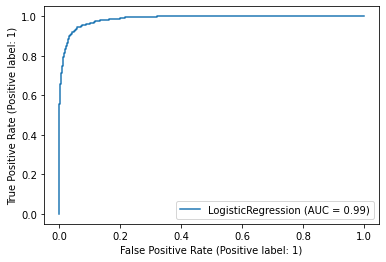 1.0
0.8
0.6
0.4
0.2
0.0
True Positive Rate (Positive label: 1)
LogisticRegression (AUC = 0.99)
0.0 0.2 0.4 0.6 0.8 1.0
False Positive Rate (Positive label: 1)